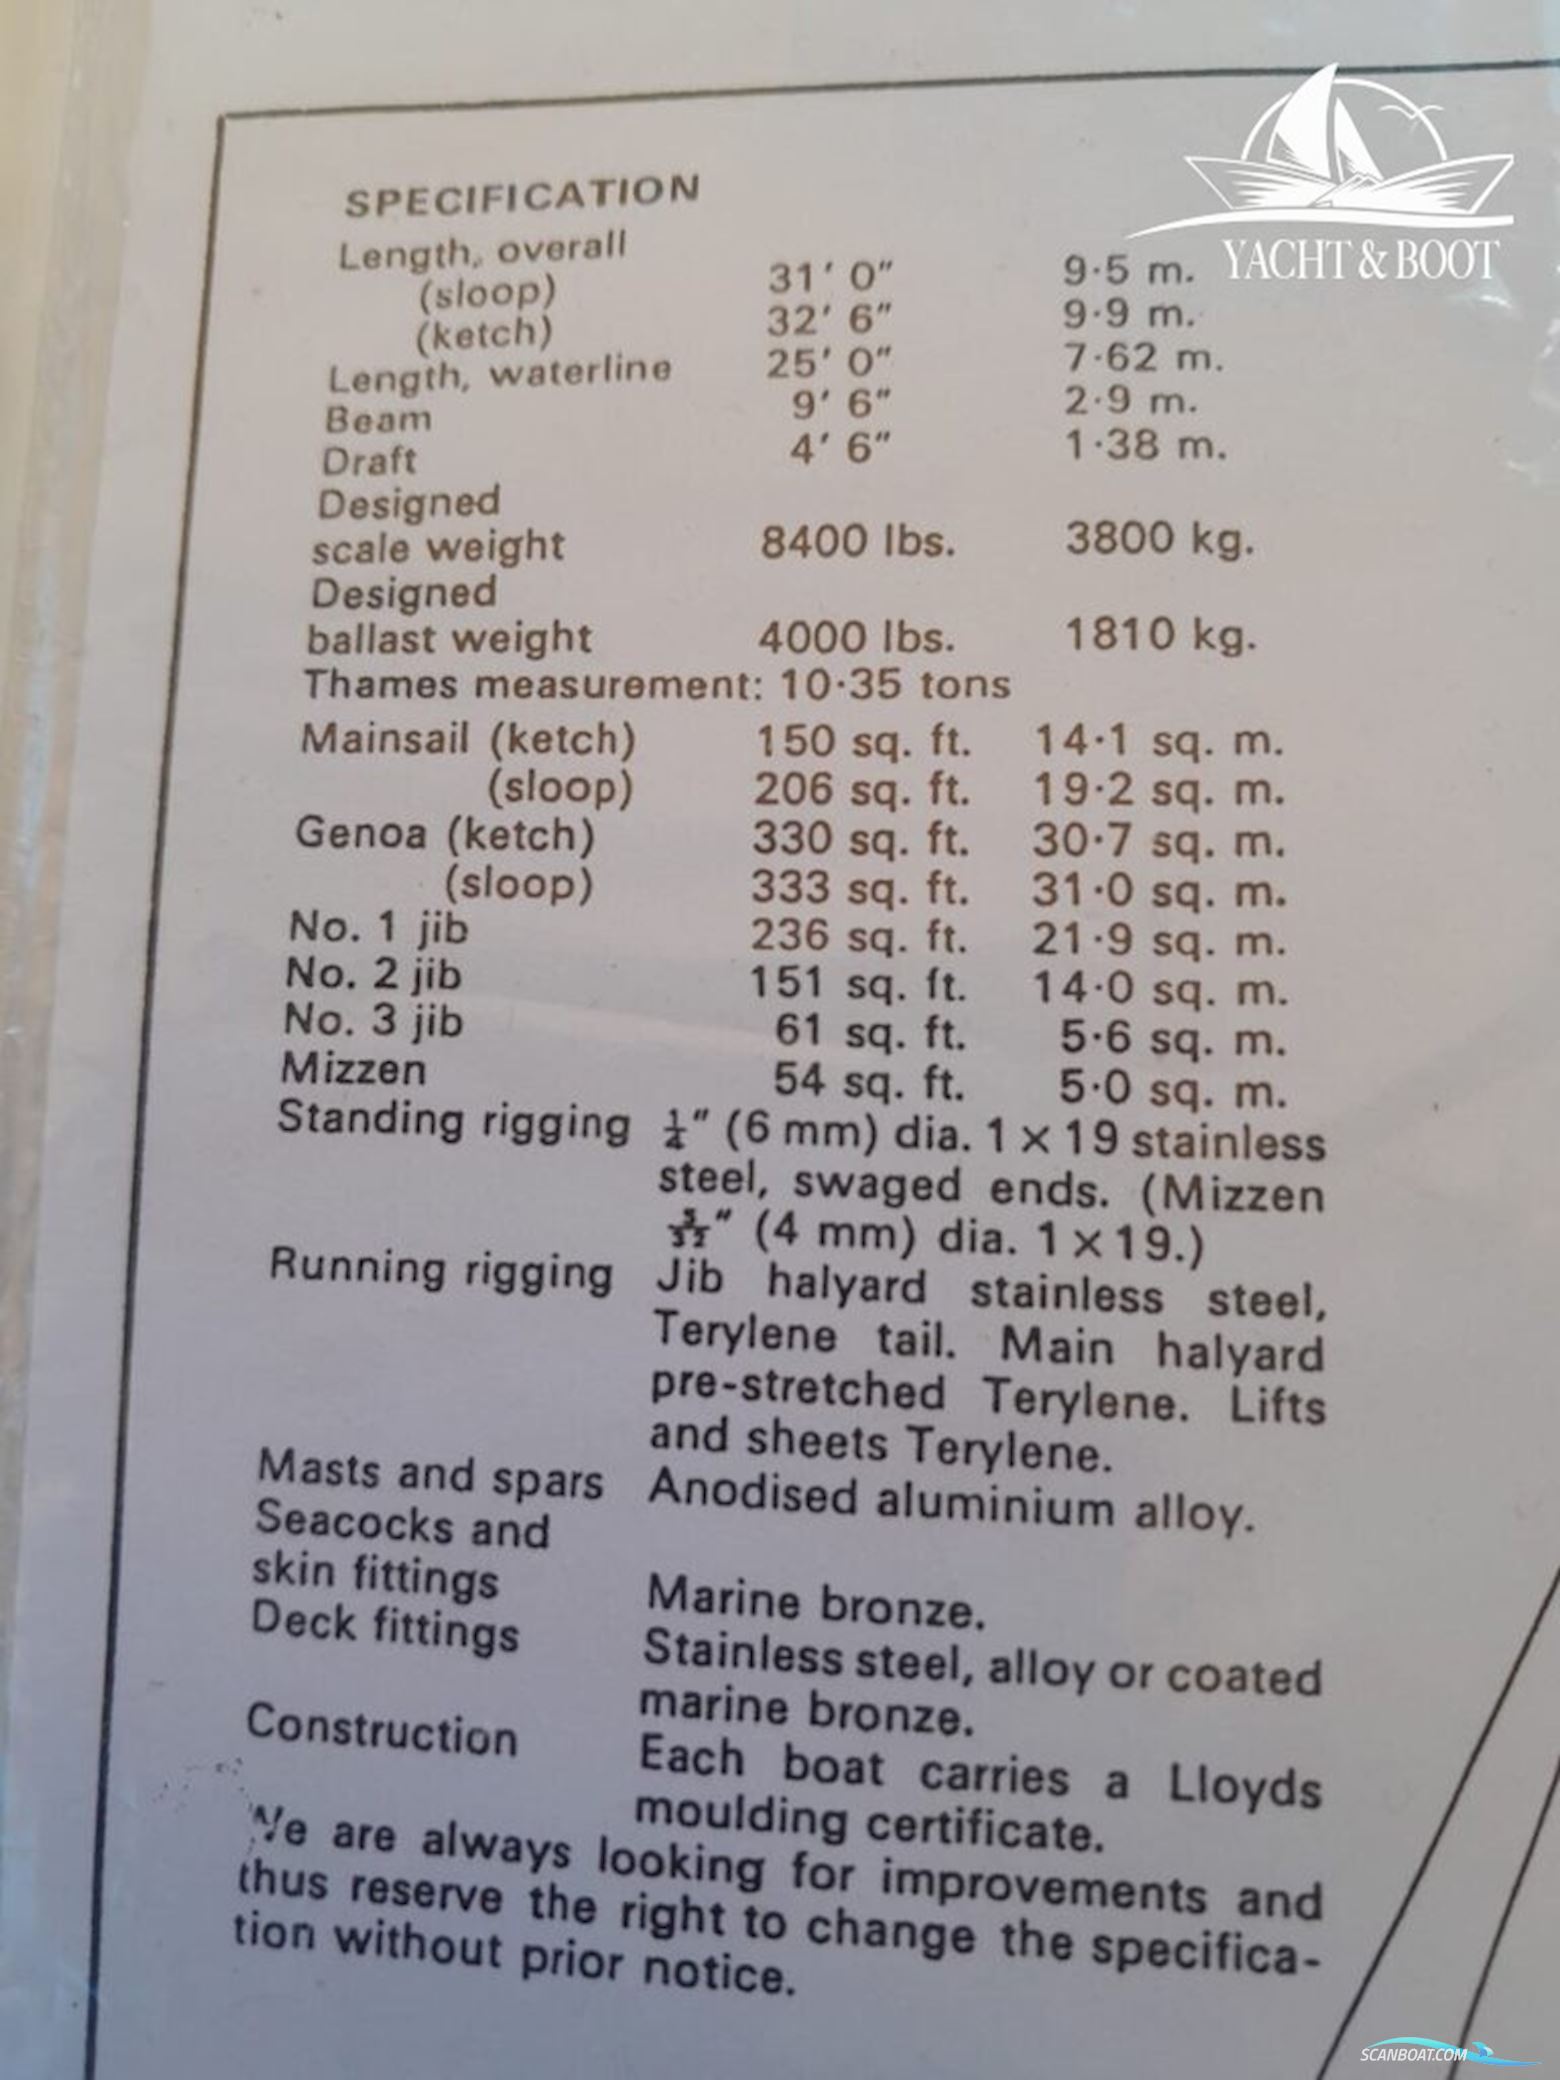 YACHT & BOOT
SPECIFICATION
Length, overall
(sloop) 31' 0" 9·5 m.
(ketch) 32' 6" 9·9 m.
Length, waterline 25' 0" 7·62 m.
Beam 9' 6" 2·9 m.
Draft 4' 6" 1·38 m.
Designed
scale weight 8400 lbs. 3800 kg.
Designed
ballast weight 4000 lbs. 1810 kg.
Thames measurement: 10·35 tons
Mainsail (ketch) 150 sq. ft. 14·1 sq. m.
(sloop) 206 sq. ft. 19·2 sq. m.
Genoa (ketch) 330 sq. ft. 30·7 sq. m.
(sloop) 333 sq. ft. 31·0 sq. m.
No. 1 jib 236 sq. ft. 21·9 sq. m.
No. 2 jib 151 sq. ft. 14·0 sq. m.
No. 3 jib 61 sq. ft. 5·6 sq. m.
Mizzen 54 sq. ft. 5·0 sq. m.
Standing rigging ¼" (6 mm) dia. 1 × 19 stainless
steel, swaged ends. (Mizzen
5/32" (4 mm) dia. 1 × 19.)
Running rigging Jib halyard stainless steel,
Terylene tail. Main halyard
pre-stretched Terylene. Lifts
and sheets Terylene.
Masts and spars Anodised aluminium alloy.
Seacocks and
skin fittings Marine bronze.
Deck fittings Stainless steel, alloy or coated
marine bronze.
Construction Each boat carries a Lloyds
moulding certificate.
We are always looking for improvements and
thus reserve the right to change the specifica-
tion without prior notice.
SCANBOAT.COM